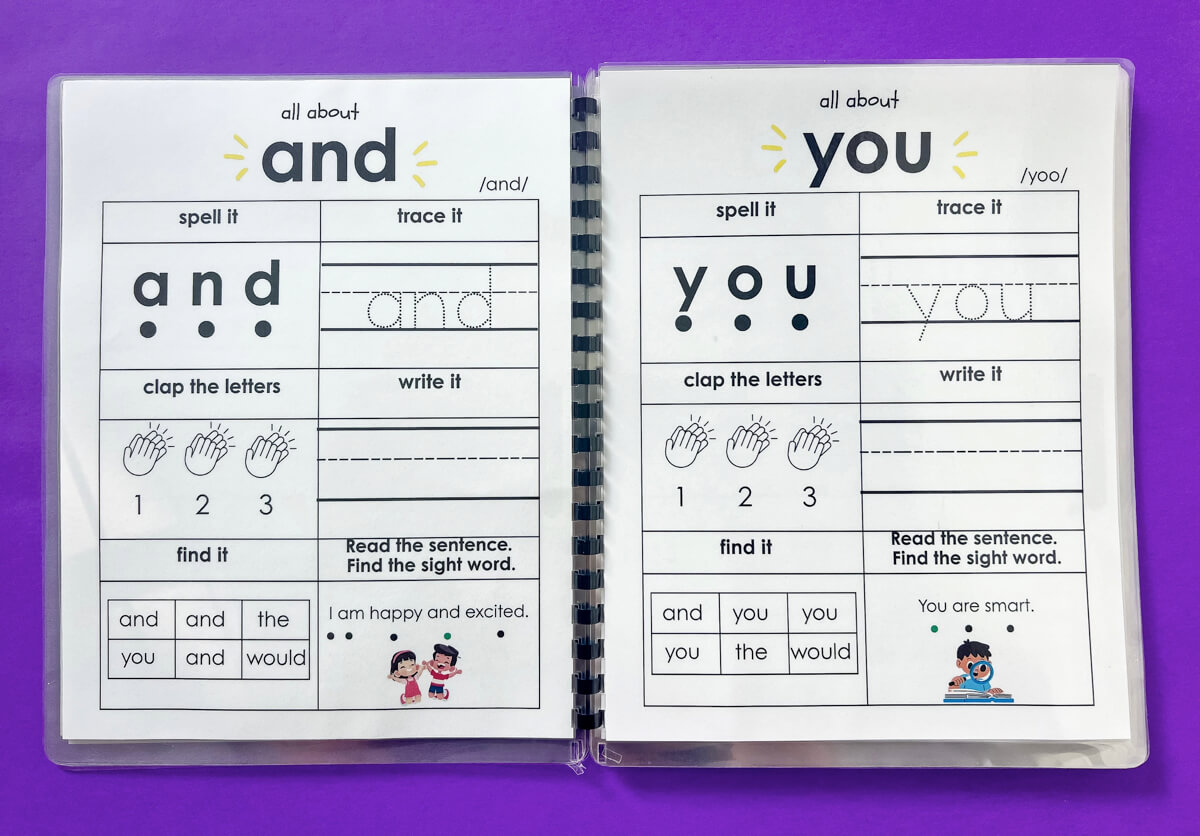 all about
and
/and/
spell it
trace it
and
and
clap the letters
write it
1 2 3
find it
Read the sentence.
Find the sight word.
and and the
you and would
I am happy and excited.
all about
you
/yoo/
spell it
trace it
you
you
clap the letters
write it
1 2 3
find it
Read the sentence.
Find the sight word.
and you you
you the would
You are smart.